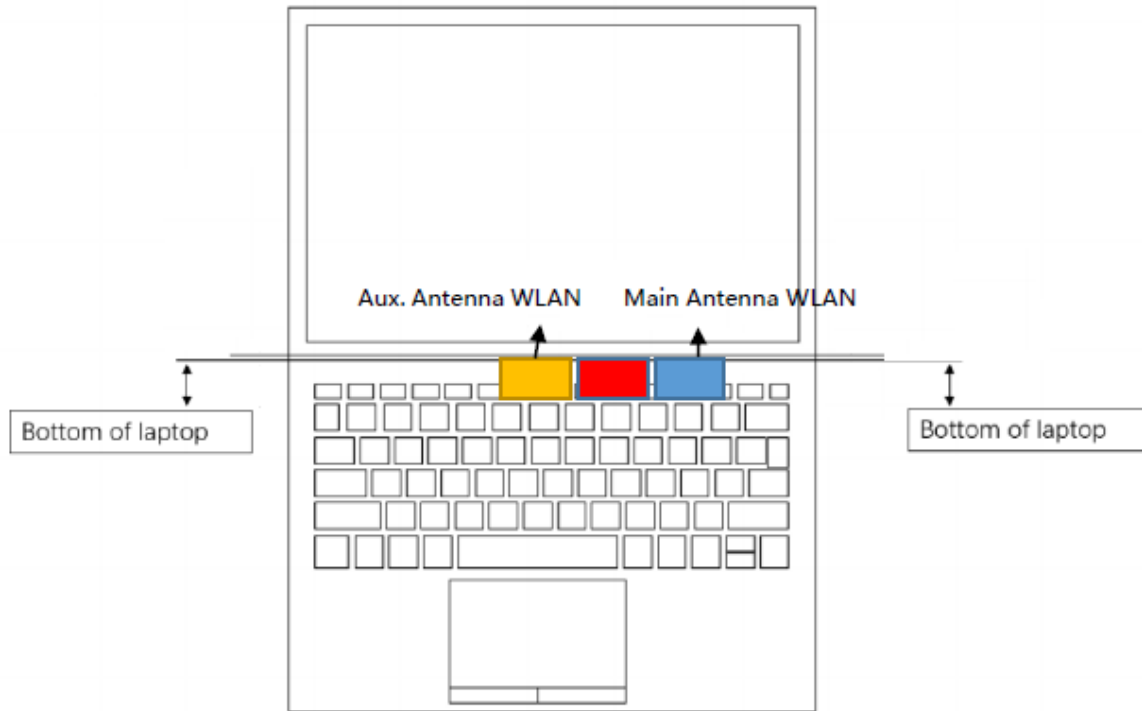 Aux. Antenna WLAN
Main Antenna WLAN
Bottom of laptop
Bottom of laptop